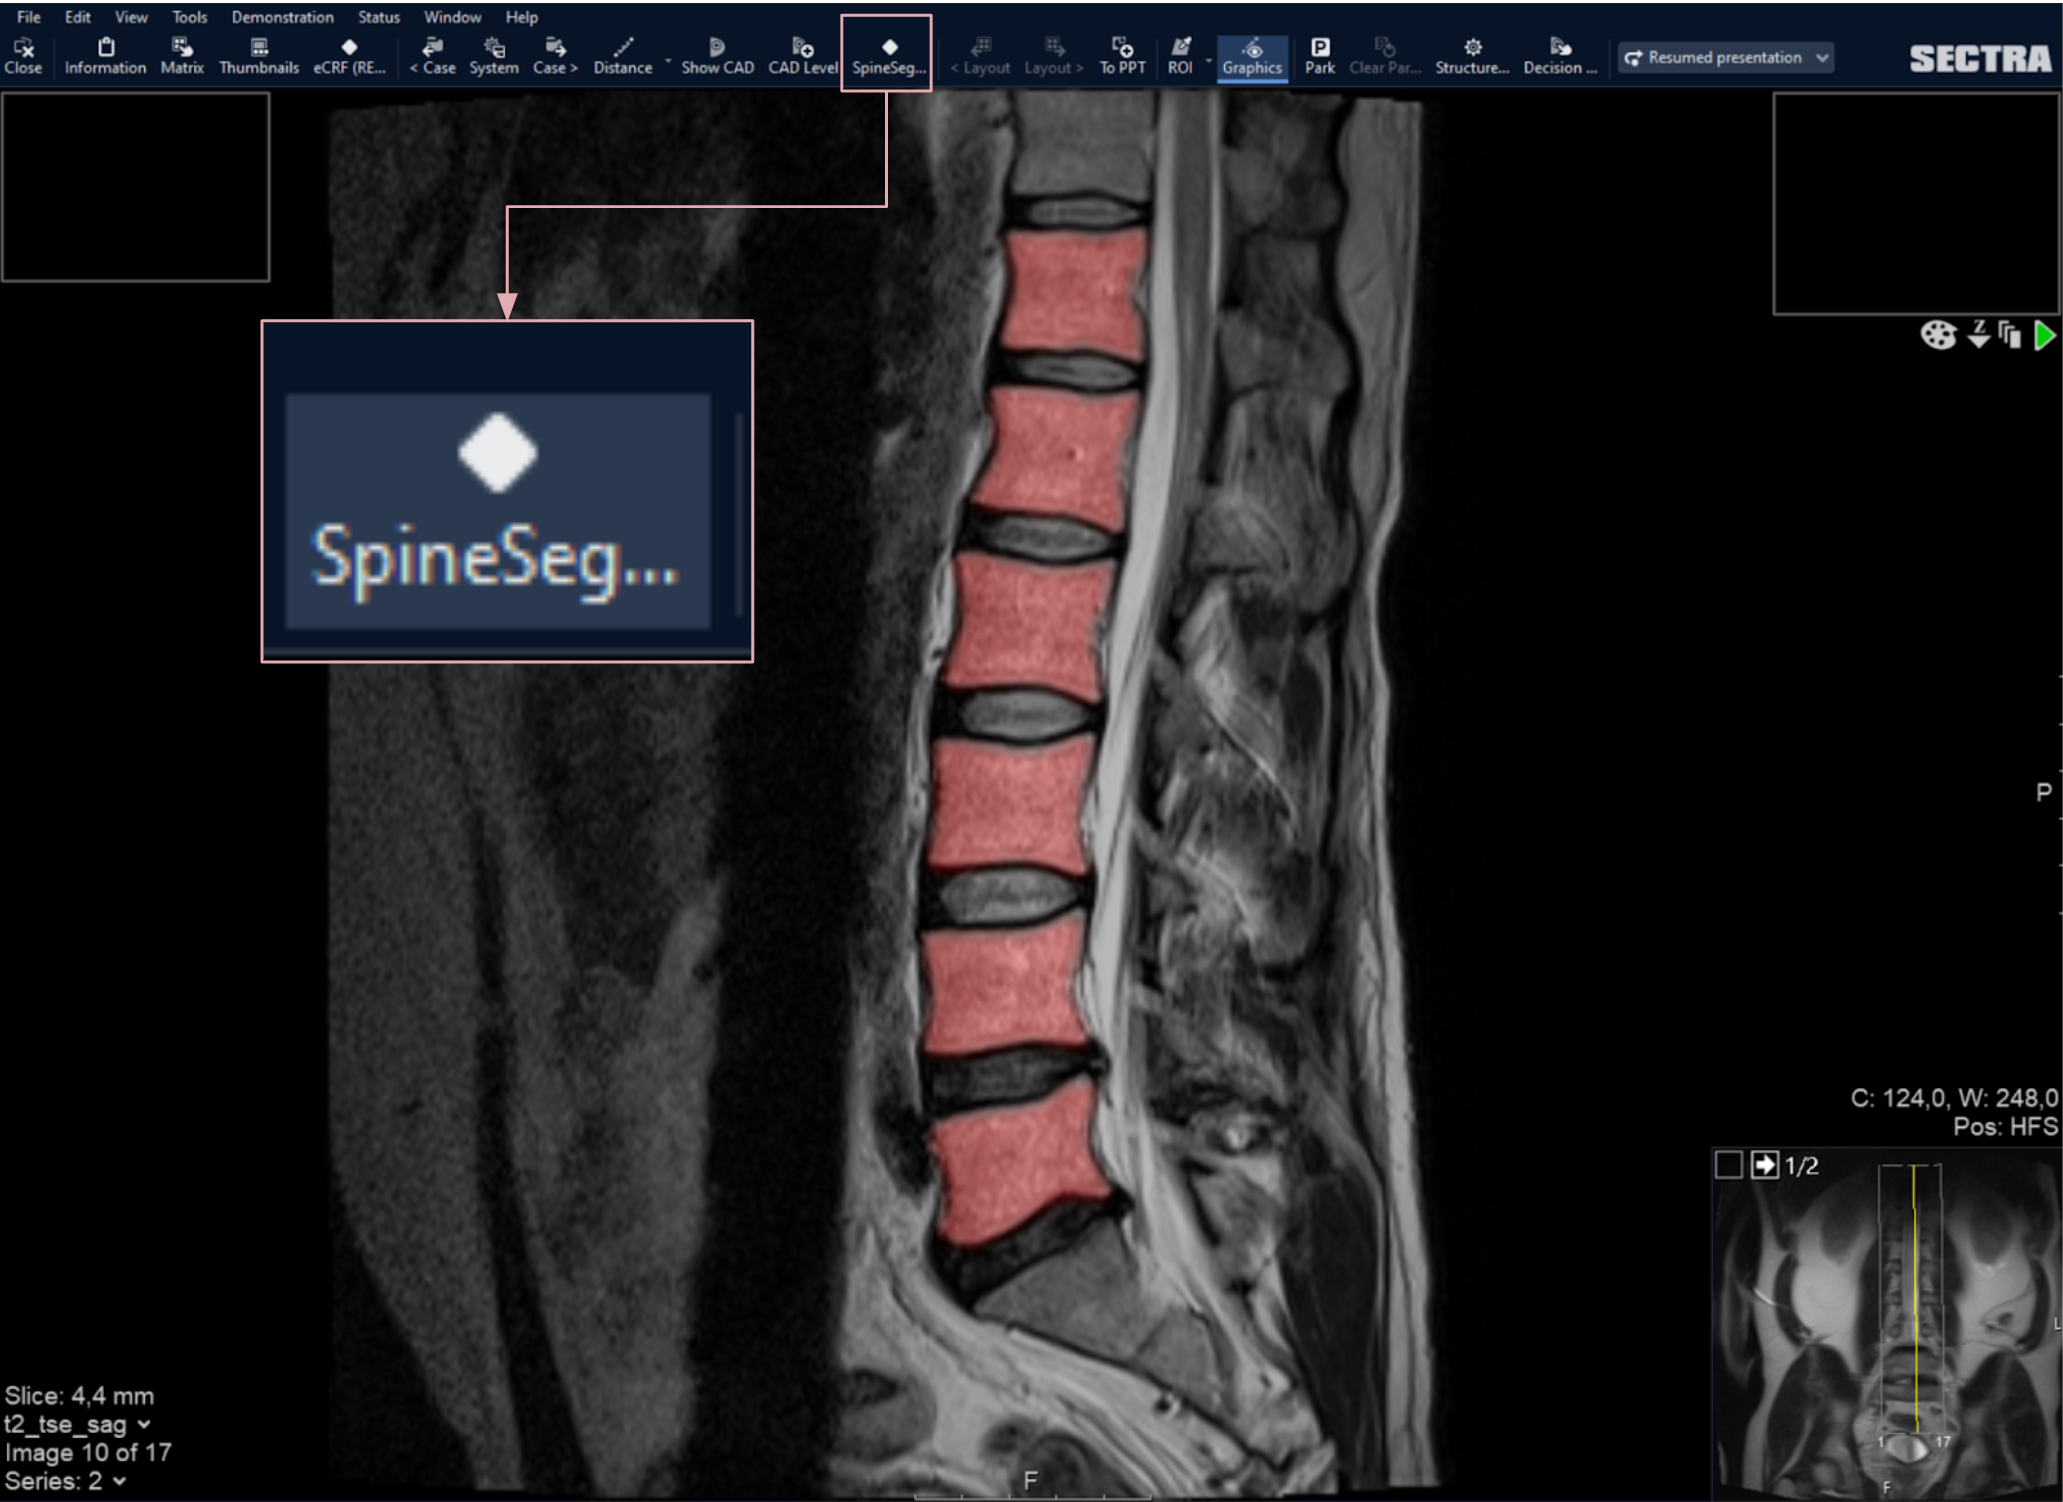 File Edit View Tools Demonstration Status Window Help
Close Information Matrix Thumbnails eCRF (RE... < Case System Case > Distance Show CAD CAD Level SpineSeg... < Layout Layout > To PPT ROI Graphics P Park Clear Par... Structure... Decision ... Resumed presentation SECTRA
Z
SpineSeg...
P
C: 124,0, W: 248,0
Pos: HFS
1/2
L
1 17
F
Slice: 4,4 mm
t2_tse_sag
Image 10 of 17
Series: 2
F